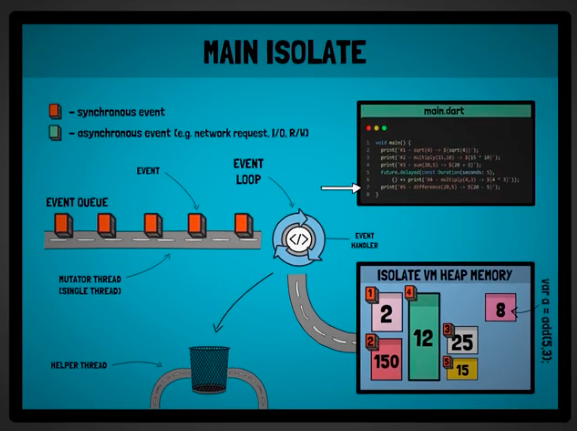 MAIN ISOLATE
– synchronous event
– asynchronous event (e.g. network request, I/O, R/W)
main.dart
1 void main() {
2 print('#1 - sqrt(4) -> ${sqrt(4)}');
3 print('#2 - multiply(15,10) -> ${15 * 10}');
4 print('#3 - sum(20,5) -> ${20 + 5}');
5 Future.delayed(const Duration(seconds: 5),
6 () => print('#4 - multiply(4,3) -> ${4 * 3}'));
7 print('#5 - difference(20,5) -> ${20 - 5}');
8 }
EVENT
EVENT
LOOP
EVENT QUEUE
EVENT
HANDLER
</>
MUTATOR THREAD
(SINGLE THREAD)
HELPER THREAD
ISOLATE VM HEAP MEMORY
1
2
4
12
8
2
150
3
25
5
15
var a = add(5,3);